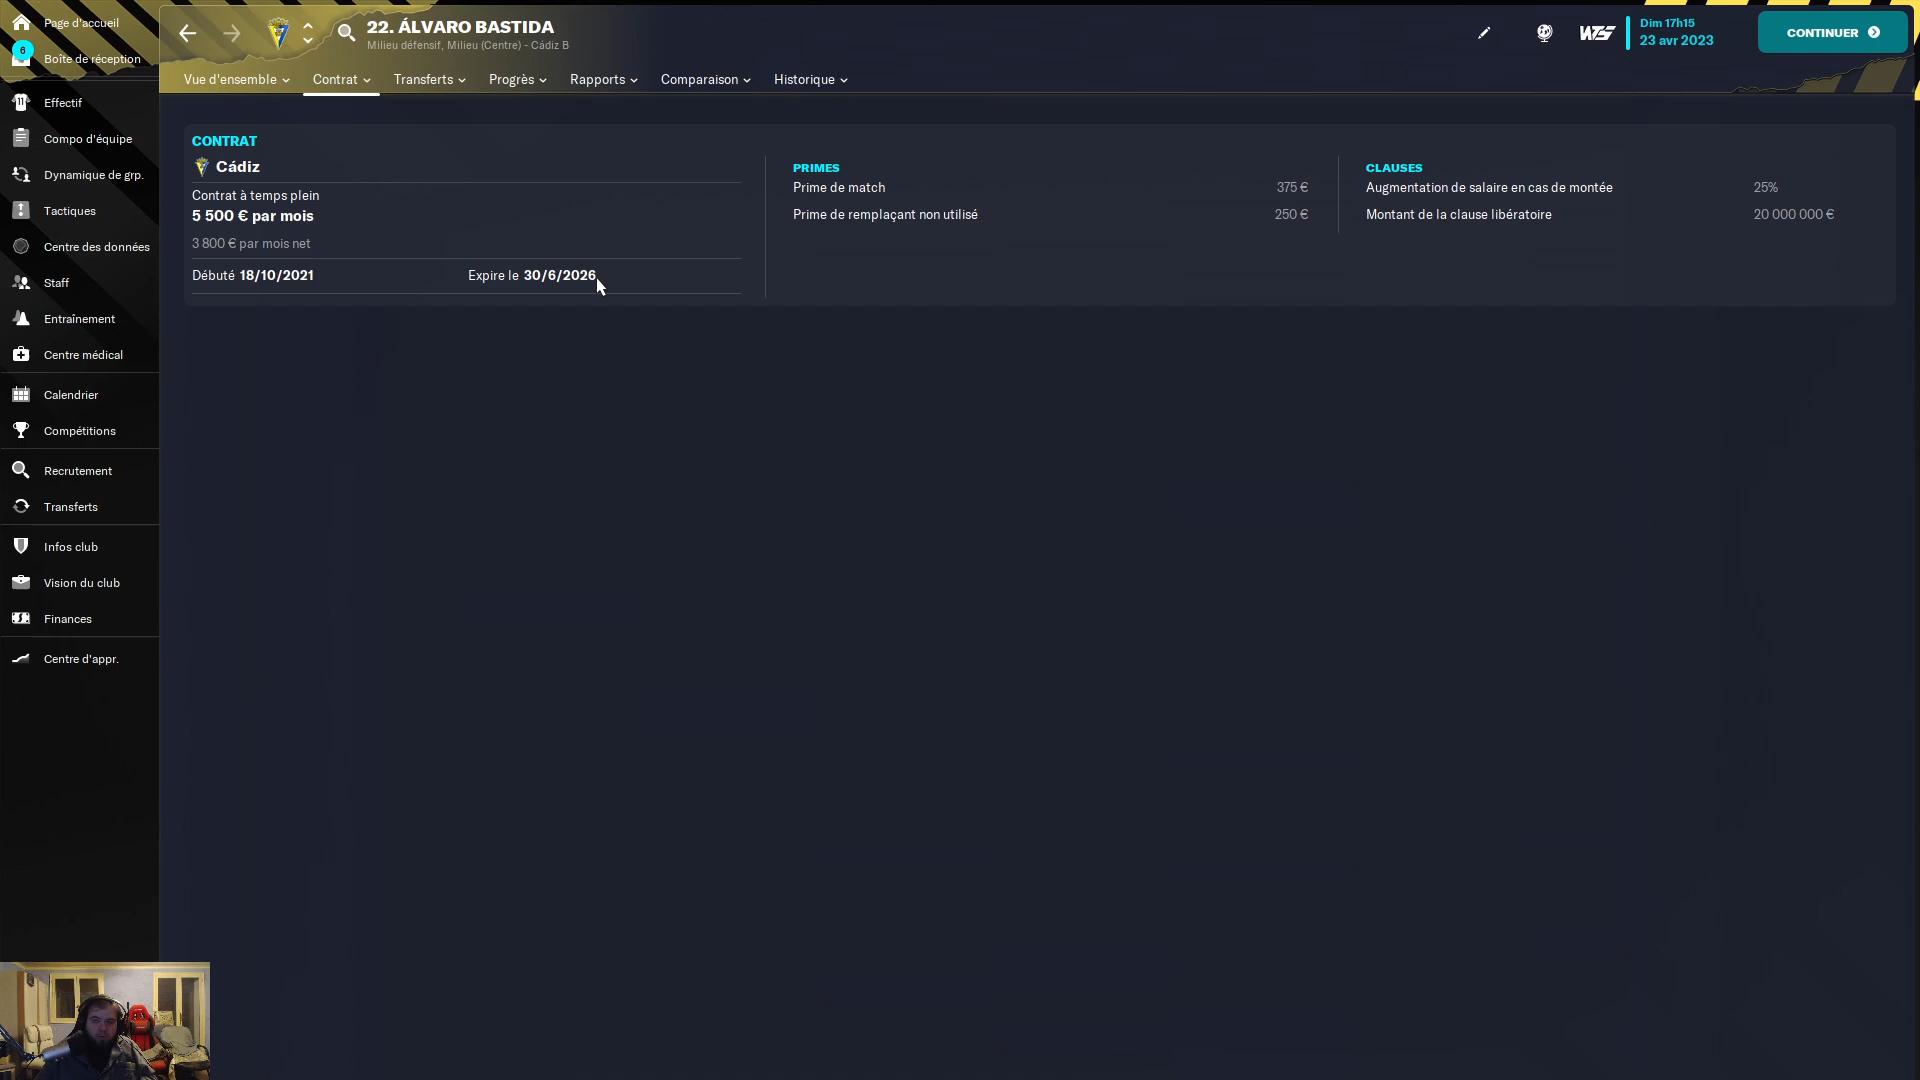 Page d'accueil
6
Boîte de réception
Effectif
Compo d'équipe
Dynamique de grp.
Tactiques
Centre des données
Staff
Entraînement
Centre médical
Calendrier
Compétitions
Recrutement
Transferts
Infos club
Vision du club
Finances
Centre d'appr.
22. ÁLVARO BASTIDA
Milieu défensif, Milieu (Centre) - Cádiz B
Dim 17h15
23 avr 2023
CONTINUER
Vue d'ensemble
Contrat
Transferts
Progrès
Rapports
Comparaison
Historique
CONTRAT
Cádiz
Contrat à temps plein
5 500 € par mois
3 800 € par mois net
Débuté 18/10/2021
Expire le 30/6/2026
PRIMES
Prime de match 375 €
Prime de remplaçant non utilisé 250 €
CLAUSES
Augmentation de salaire en cas de montée 25%
Montant de la clause libératoire 20 000 000 €